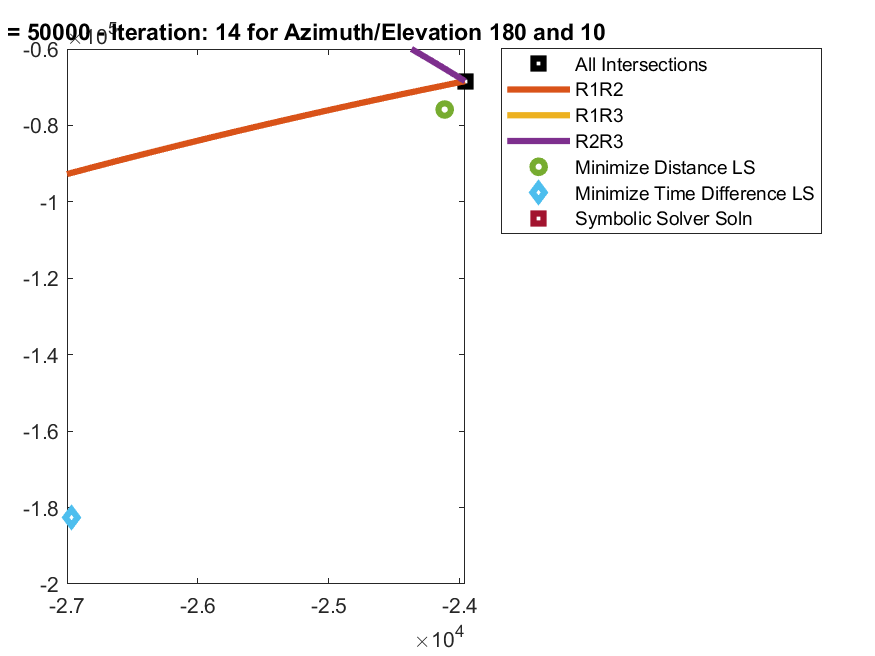 = 50000 - Iteration: 14 for Azimuth/Elevation 180 and 10
×10^5
-0.6
-0.8
-1
-1.2
-1.4
-1.6
-1.8
-2
-2.7
-2.6
-2.5
-2.4
×10^4
All Intersections
R1R2
R1R3
R2R3
Minimize Distance LS
Minimize Time Difference LS
Symbolic Solver Soln